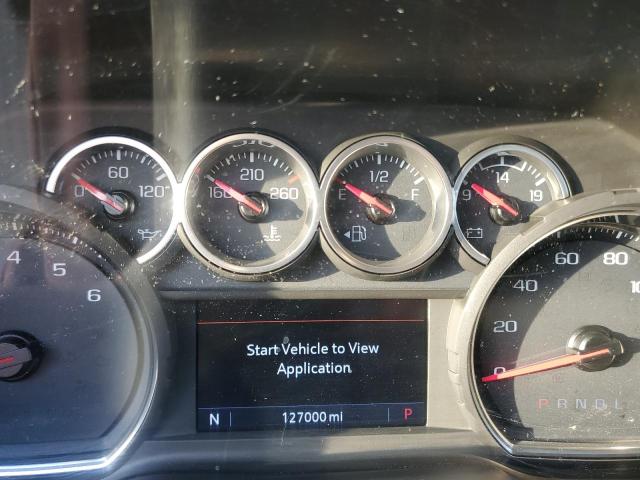 0 60 120
160 210 260
E 1/2 F
9 14 19
4 5 6
0 20 40 60 80
Start Vehicle to View
Application
N 127000 mi P
P R N D L